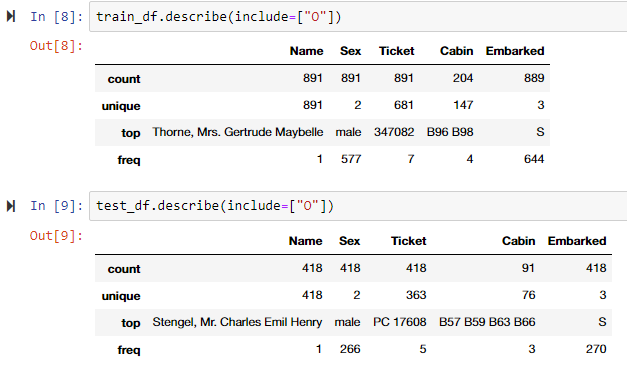 In [8]: train_df.describe(include=["O"])
Out[8]:
Name Sex Ticket Cabin Embarked
count 891 891 891 204 889
unique 891 2 681 147 3
top Thorne, Mrs. Gertrude Maybelle male 347082 B96 B98 S
freq 1 577 7 4 644
In [9]: test_df.describe(include=["O"])
Out[9]:
Name Sex Ticket Cabin Embarked
count 418 418 418 91 418
unique 418 2 363 76 3
top Stengel, Mr. Charles Emil Henry male PC 17608 B57 B59 B63 B66 S
freq 1 266 5 3 270